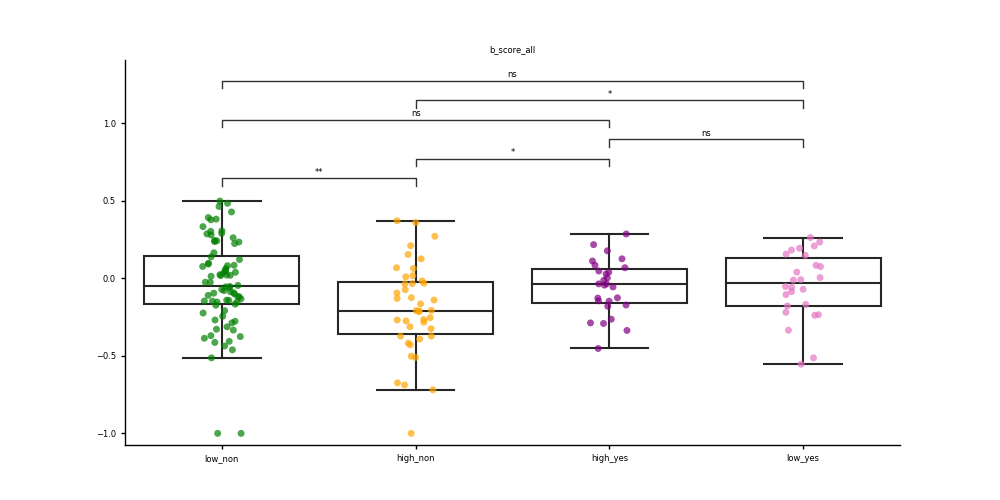 b_score_all
ns
*
ns
ns
*
**
1.0
0.5
0.0
−0.5
−1.0
low_non high_non high_yes low_yes